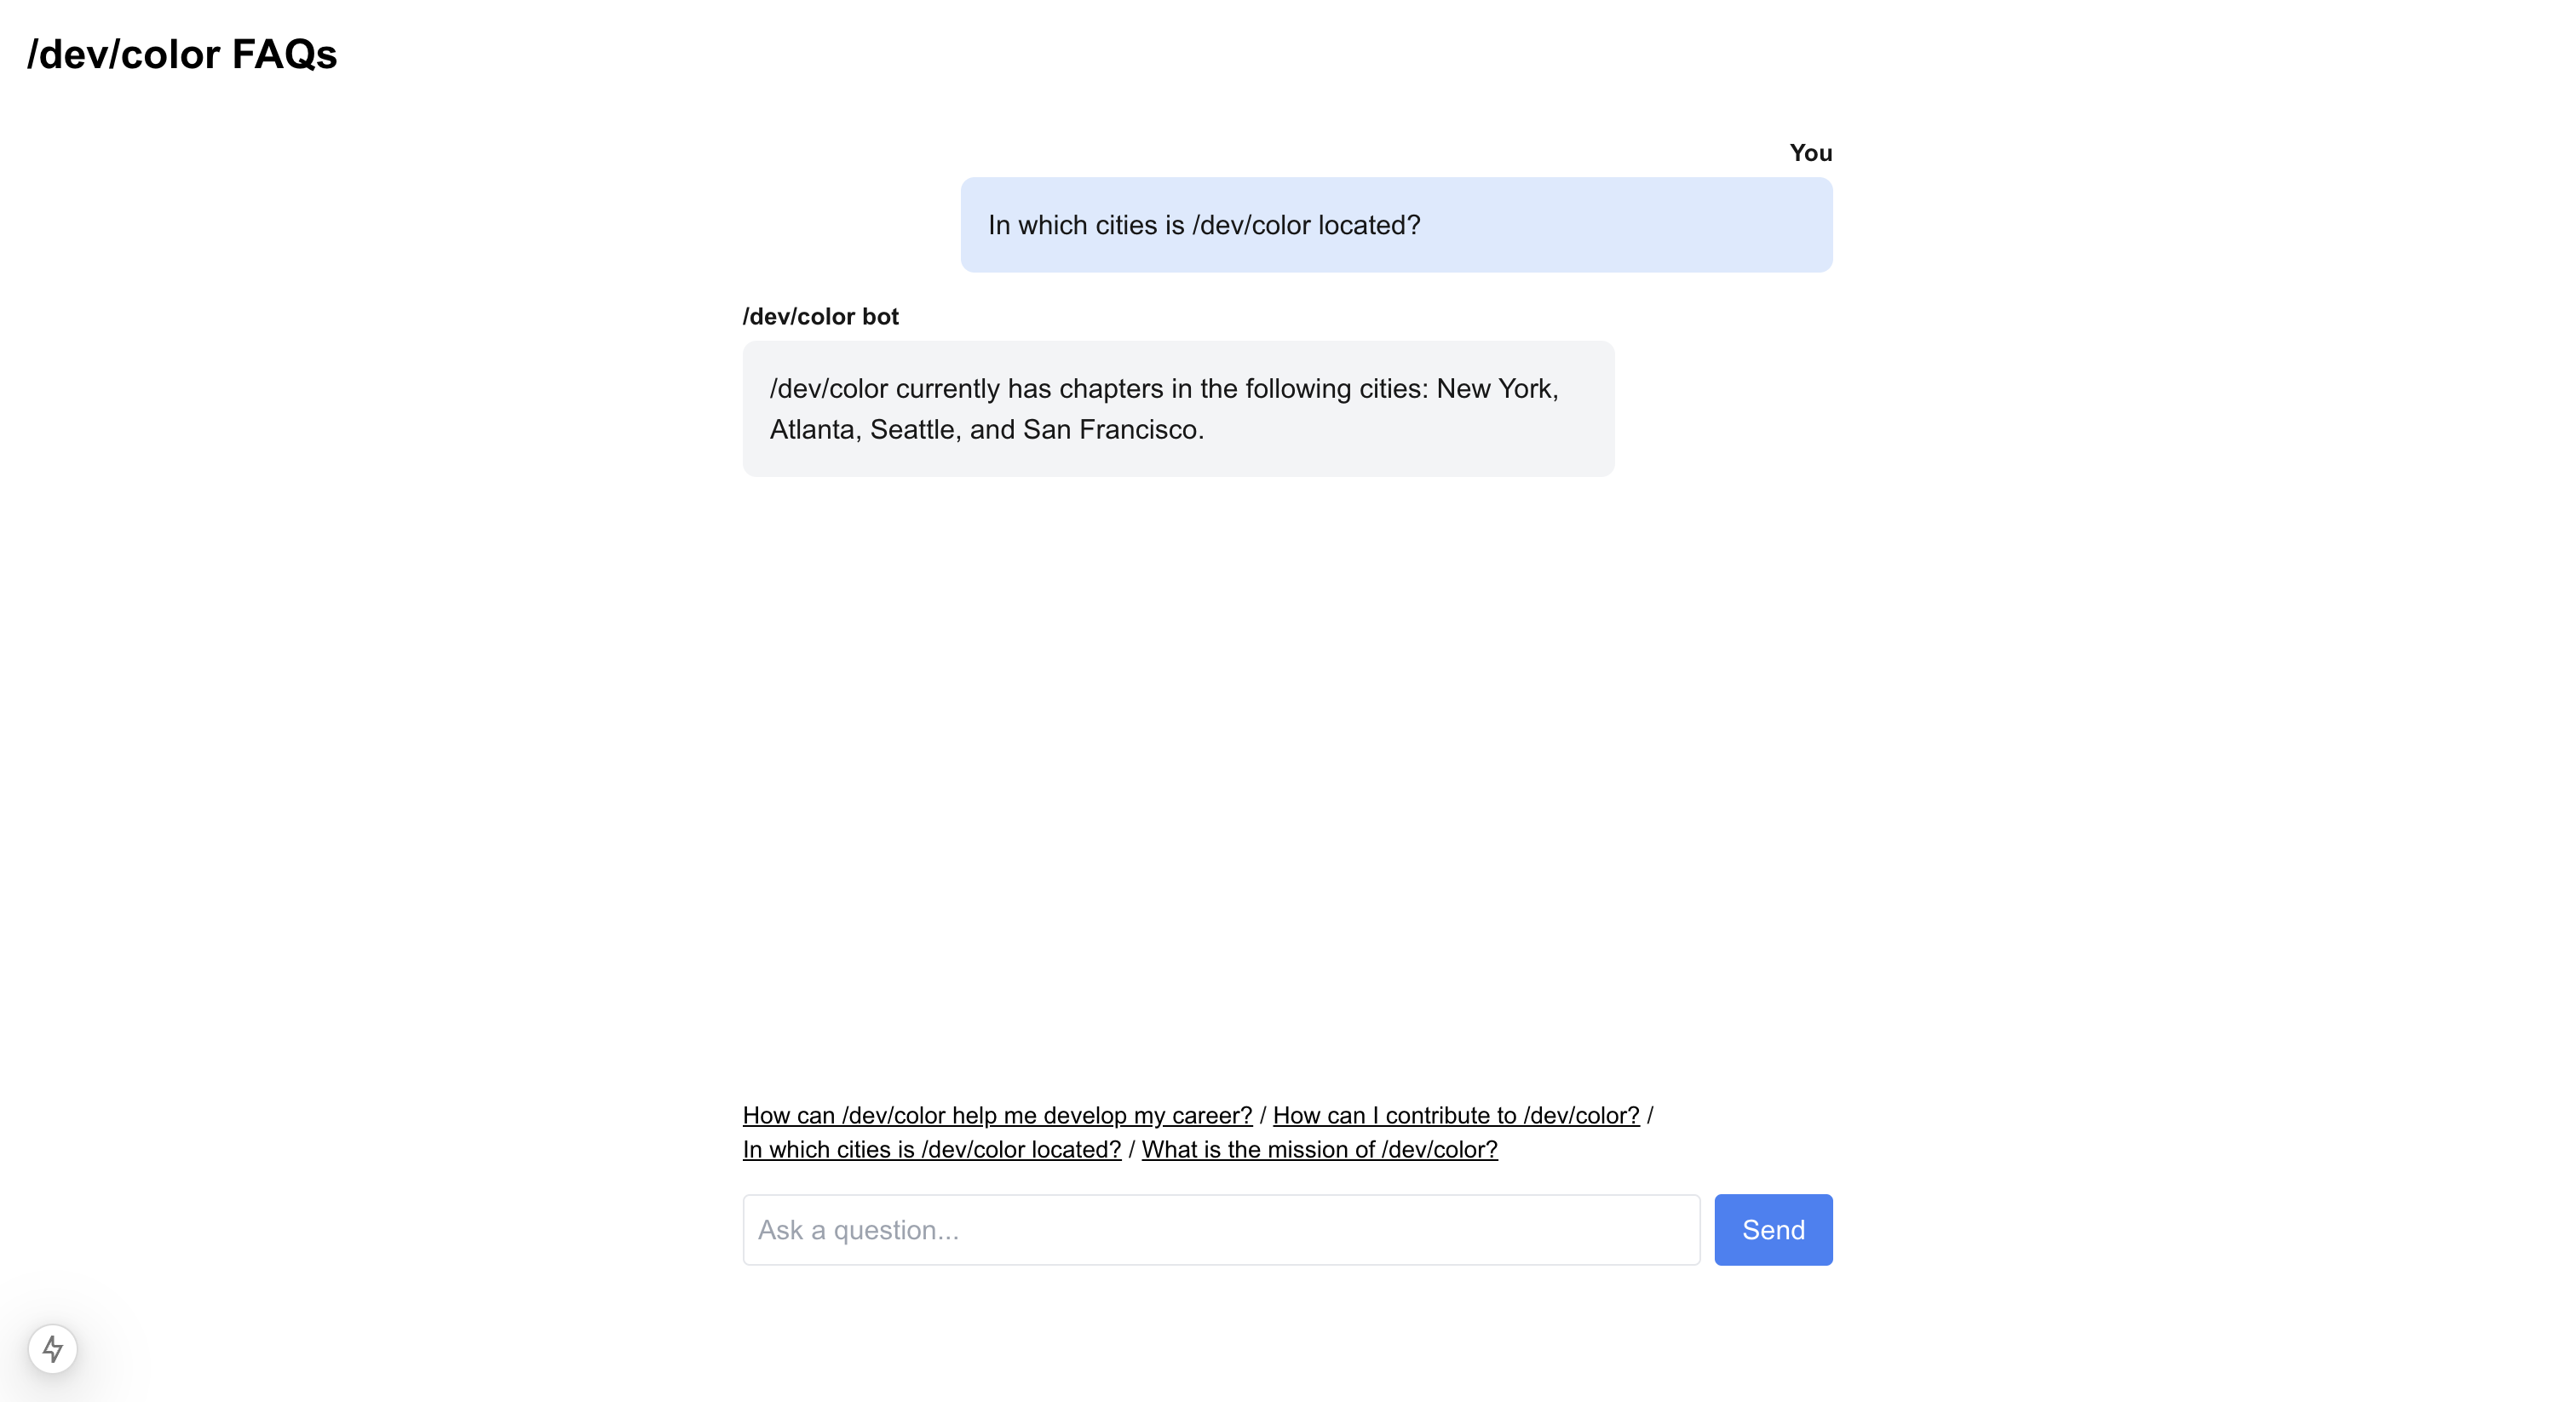 /dev/color FAQs
You
In which cities is /dev/color located?
/dev/color bot
/dev/color currently has chapters in the following cities: New York,
Atlanta, Seattle, and San Francisco.
How can /dev/color help me develop my career? / How can I contribute to /dev/color? /
In which cities is /dev/color located? / What is the mission of /dev/color?
Ask a question...
Send